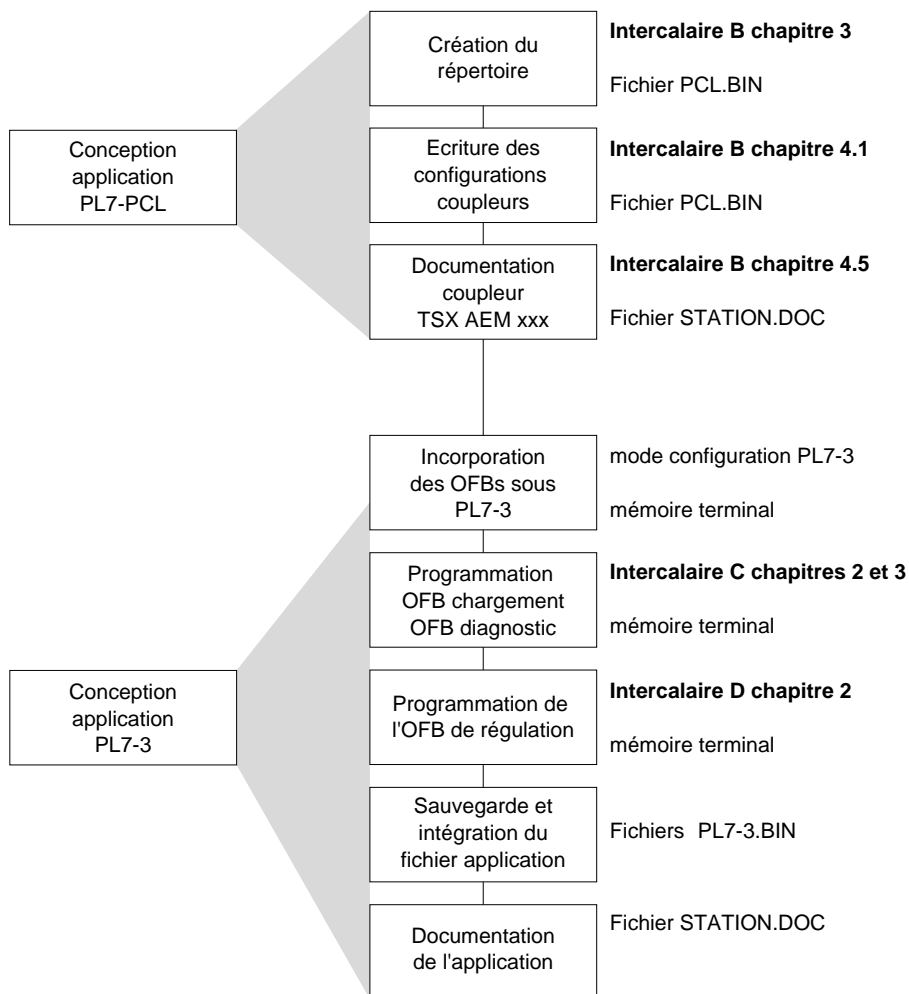 Création du
répertoire
Intercalaire B chapitre 3
Fichier PCL.BIN
Conception
application
PL7-PCL
Ecriture des
configurations
coupleurs
Intercalaire B chapitre 4.1
Fichier PCL.BIN
Documentation
coupleur
TSX AEM xxx
Intercalaire B chapitre 4.5
Fichier STATION.DOC
Incorporation
des OFBs sous
PL7-3
mode configuration PL7-3
mémoire terminal
Programmation
OFB chargement
OFB diagnostic
Intercalaire C chapitres 2 et 3
mémoire terminal
Conception
application
PL7-3
Programmation de
l'OFB de régulation
Intercalaire D chapitre 2
mémoire terminal
Sauvegarde et
intégration du
fichier application
Fichiers PL7-3.BIN
Documentation
de l'application
Fichier STATION.DOC